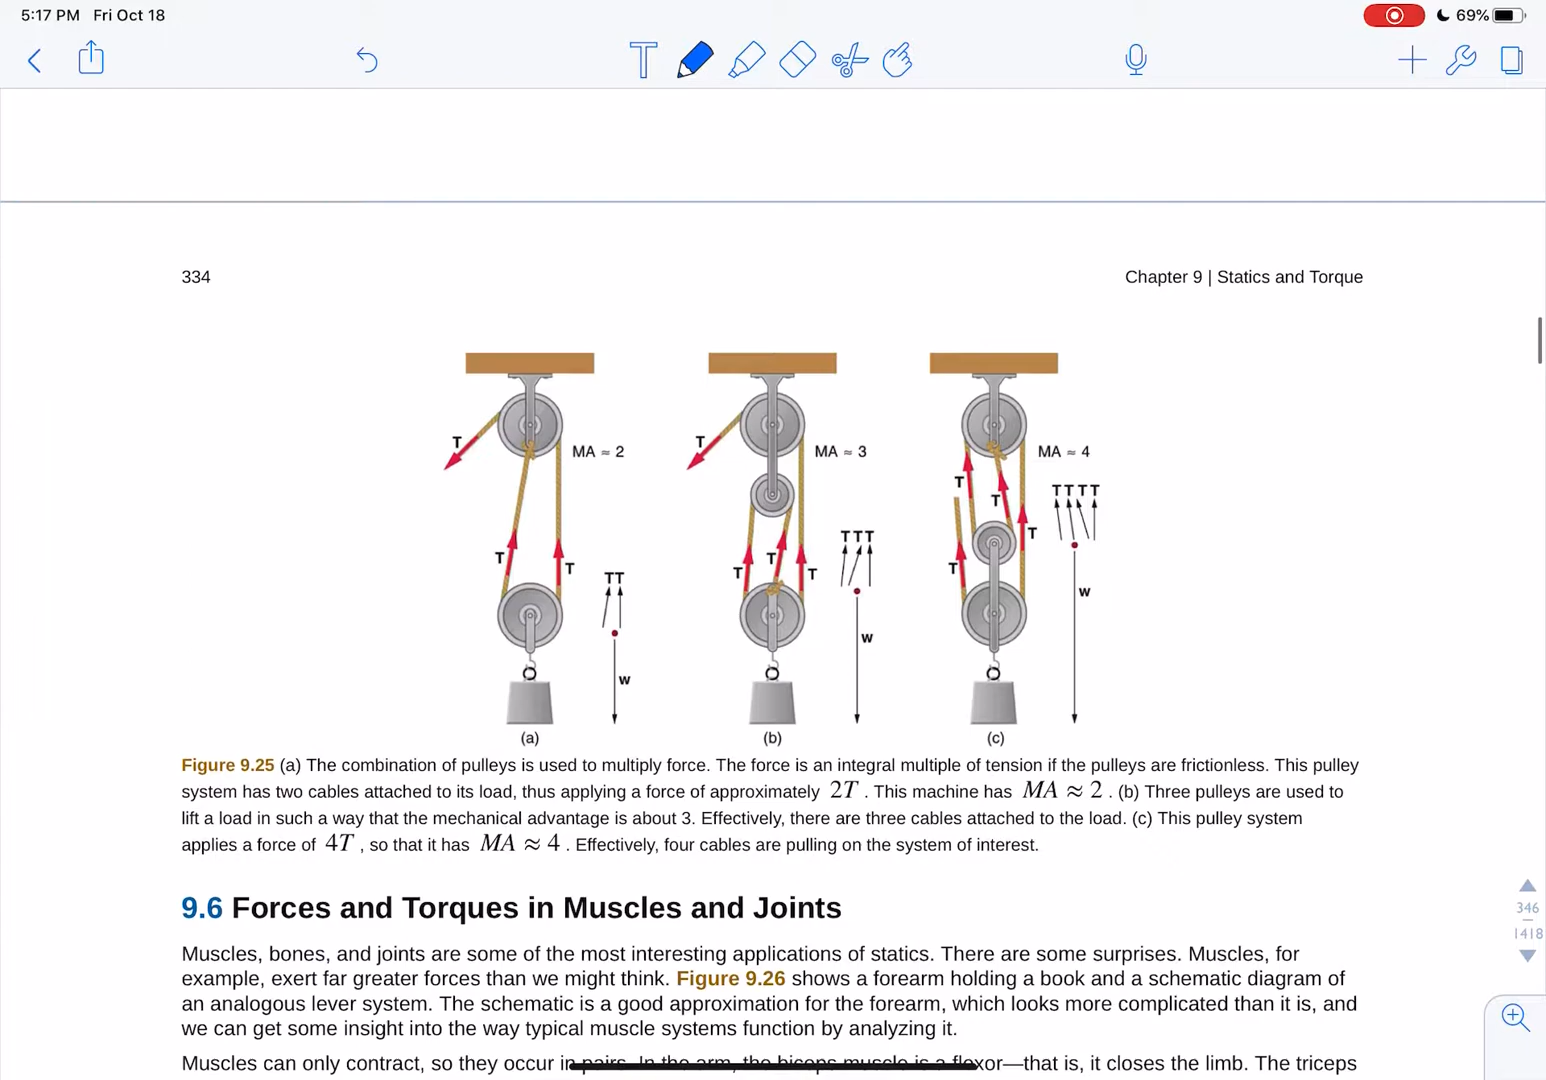 5:17 PM Fri Oct 18
69%
T
334
Chapter 9 | Statics and Torque
T
MA ≈ 2
T
T
TT
w
(a)
T
MA ≈ 3
T
T
T
TTT
w
(b)
MA ≈ 4
T
T
T
T
TTTT
w
(c)
Figure 9.25 (a) The combination of pulleys is used to multiply force. The force is an integral multiple of tension if the pulleys are frictionless. This pulley
system has two cables attached to its load, thus applying a force of approximately 2T . This machine has MA ≈ 2 . (b) Three pulleys are used to
lift a load in such a way that the mechanical advantage is about 3. Effectively, there are three cables attached to the load. (c) This pulley system
applies a force of 4T , so that it has MA ≈ 4 . Effectively, four cables are pulling on the system of interest.
9.6 Forces and Torques in Muscles and Joints
Muscles, bones, and joints are some of the most interesting applications of statics. There are some surprises. Muscles, for
example, exert far greater forces than we might think. Figure 9.26 shows a forearm holding a book and a schematic diagram of
an analogous lever system. The schematic is a good approximation for the forearm, which looks more complicated than it is, and
we can get some insight into the way typical muscle systems function by analyzing it.
Muscles can only contract, so they occur in pairs. In the arm, the biceps muscle is a flexor—that is, it closes the limb. The triceps
346
1418